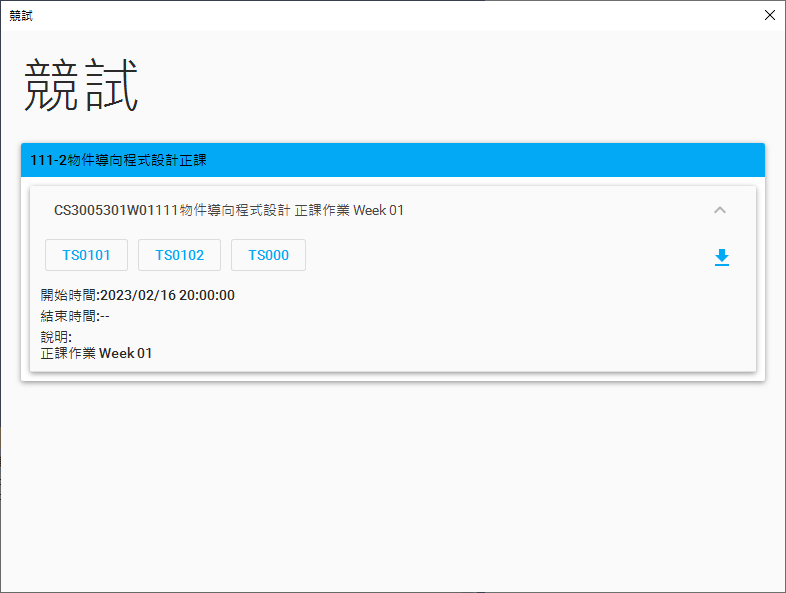 競試
競試
111-2物件導向程式設計正課
CS3005301W01111物件導向程式設計 正課作業 Week 01
TS0101 TS0102 TS000
開始時間:2023/02/16 20:00:00
結束時間:--
說明:
正課作業 Week 01